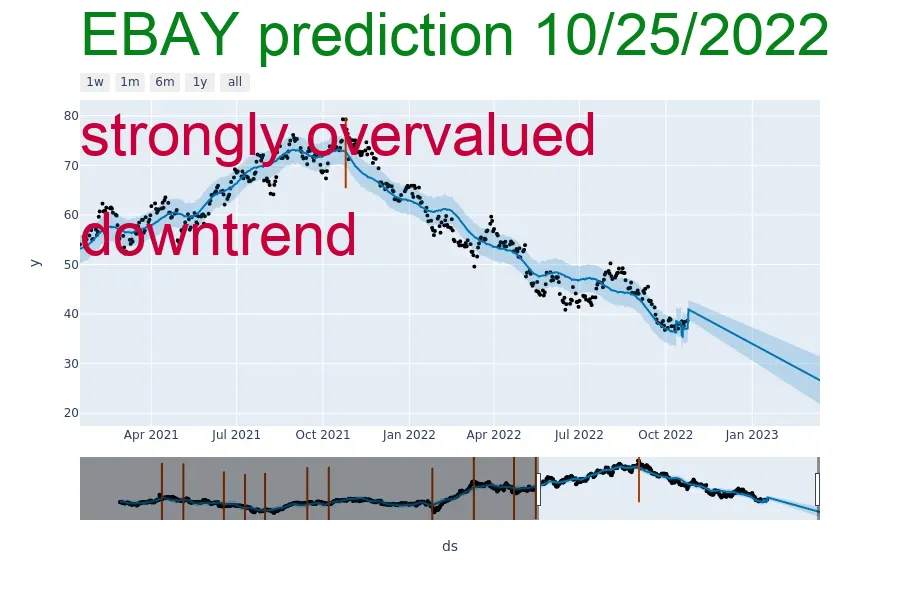 EBAY prediction 10/25/2022
1w 1m 6m 1y all
80
strongly overvalued
70
60
downtrend
50
y
40
30
20
Apr 2021 Jul 2021 Oct 2021 Jan 2022 Apr 2022 Jul 2022 Oct 2022 Jan 2023
ds